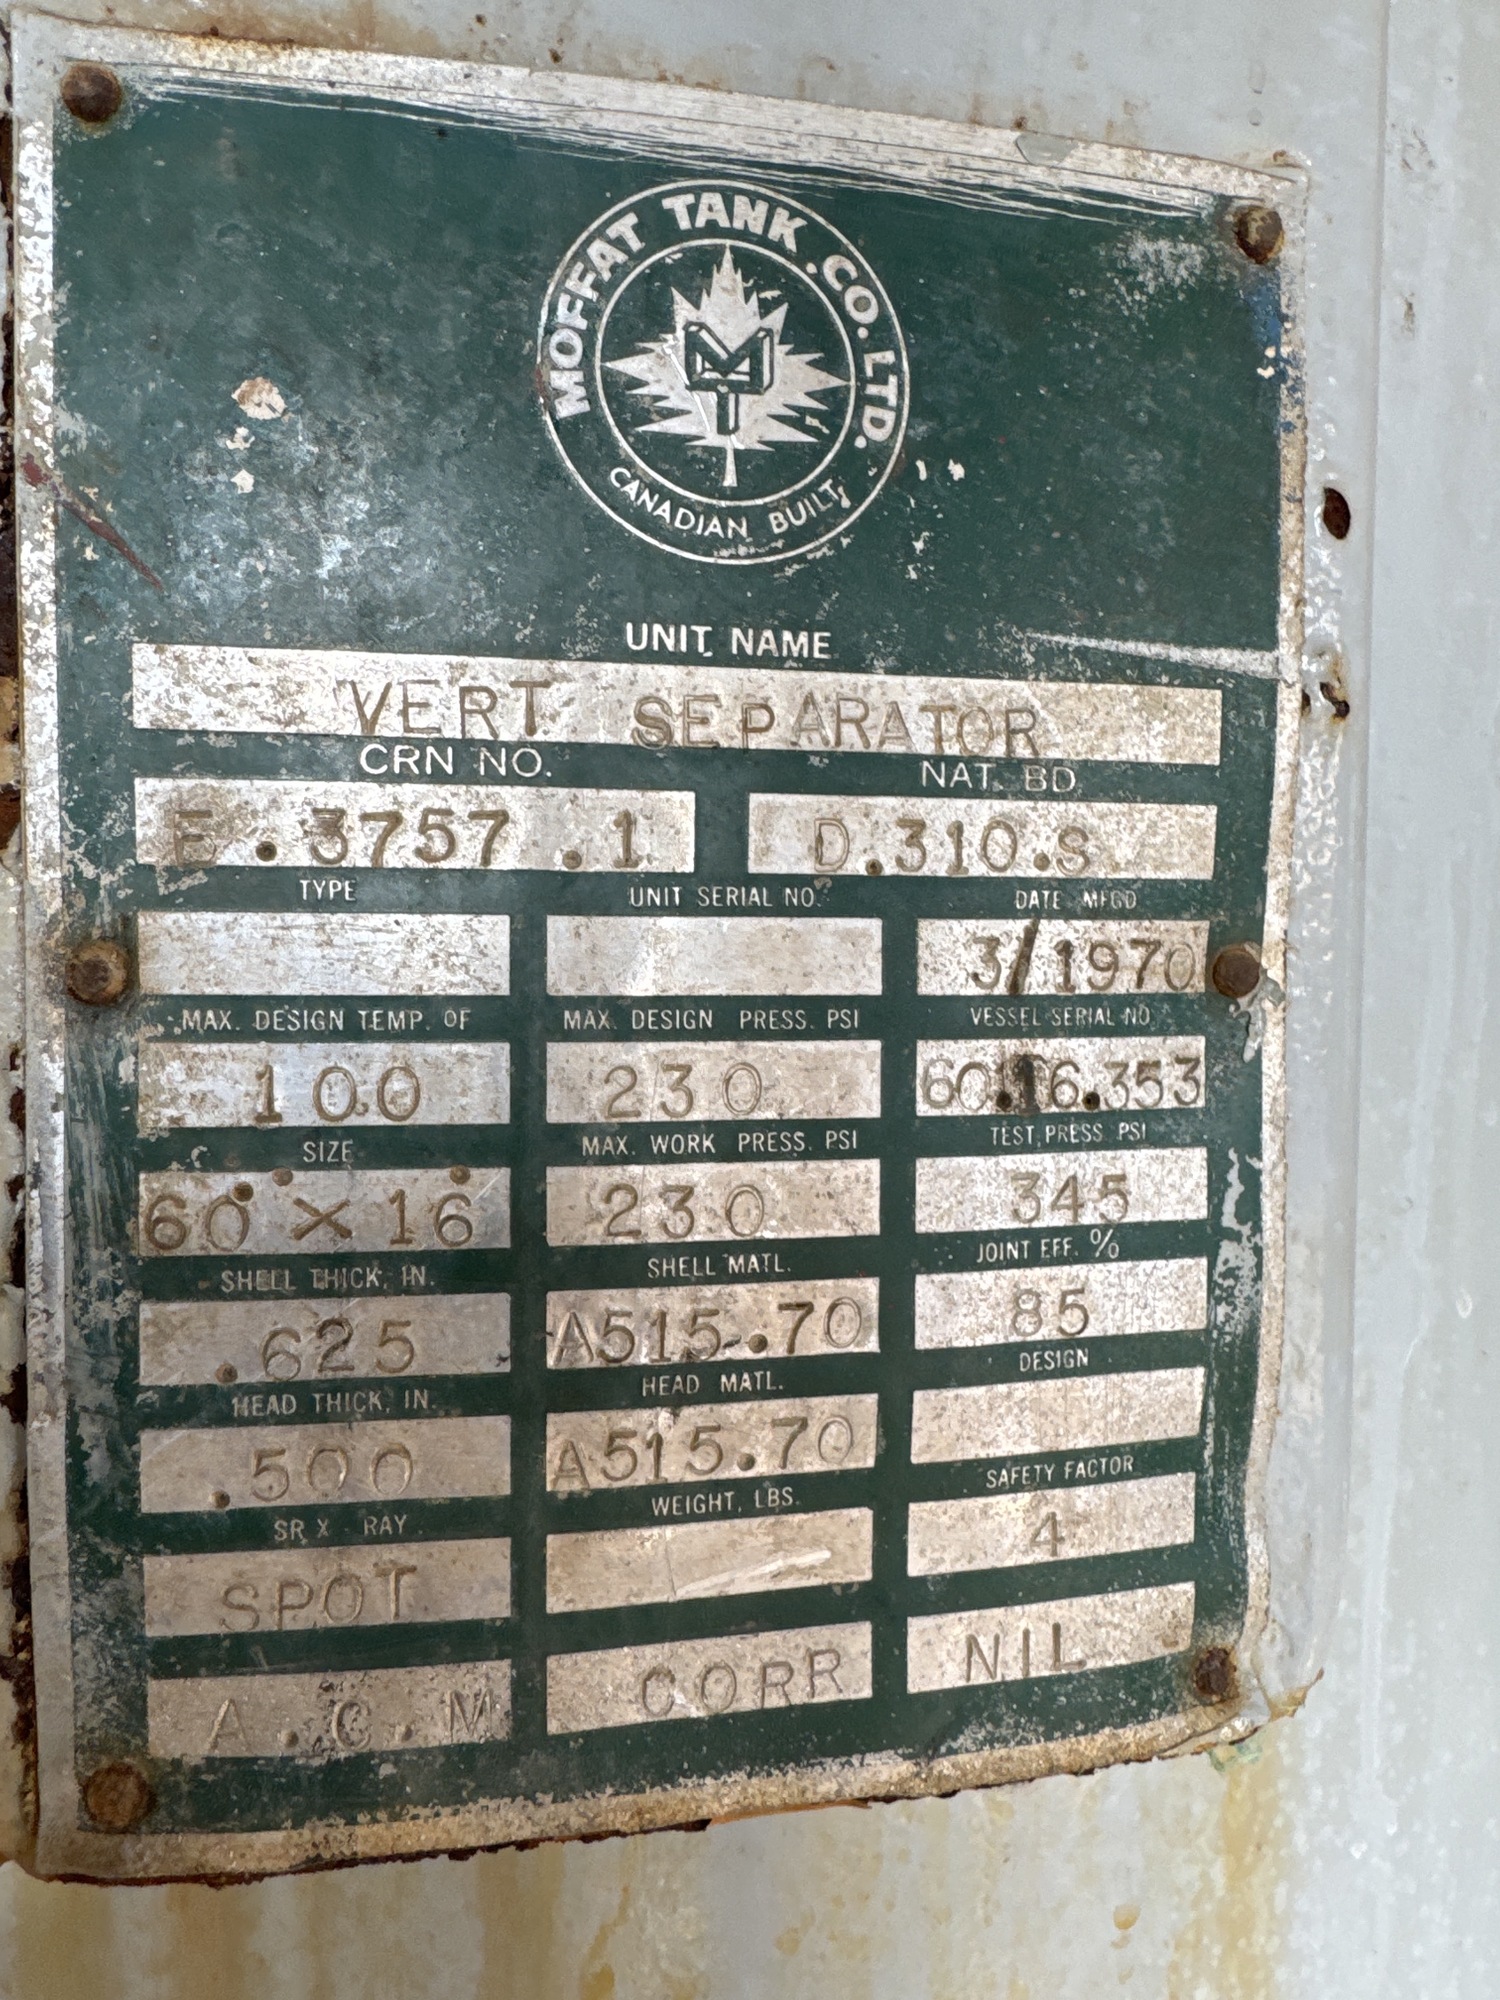 MOFFAT TANK CO. LTD.
CANADIAN BUILT
UNIT NAME
VERT SEPARATOR
CRN NO. NAT. BD
E.3757.1 D.310.S
TYPE UNIT SERIAL NO. DATE MFGD
3/1970
MAX. DESIGN TEMP. OF MAX. DESIGN PRESS. PSI VESSEL SERIAL NO
100 230 60.16.353
SIZE MAX. WORK PRESS. PSI TEST PRESS PSI
60" X 16' 230 345
SHELL THICK, IN. SHELL MATL. JOINT EFF. %
.625 A515.70 85
HEAD THICK, IN. HEAD MATL. DESIGN
.500 A515.70
SR X-RAY WEIGHT, LBS. SAFETY FACTOR
SPOT 4
A.C.M CORR NIL